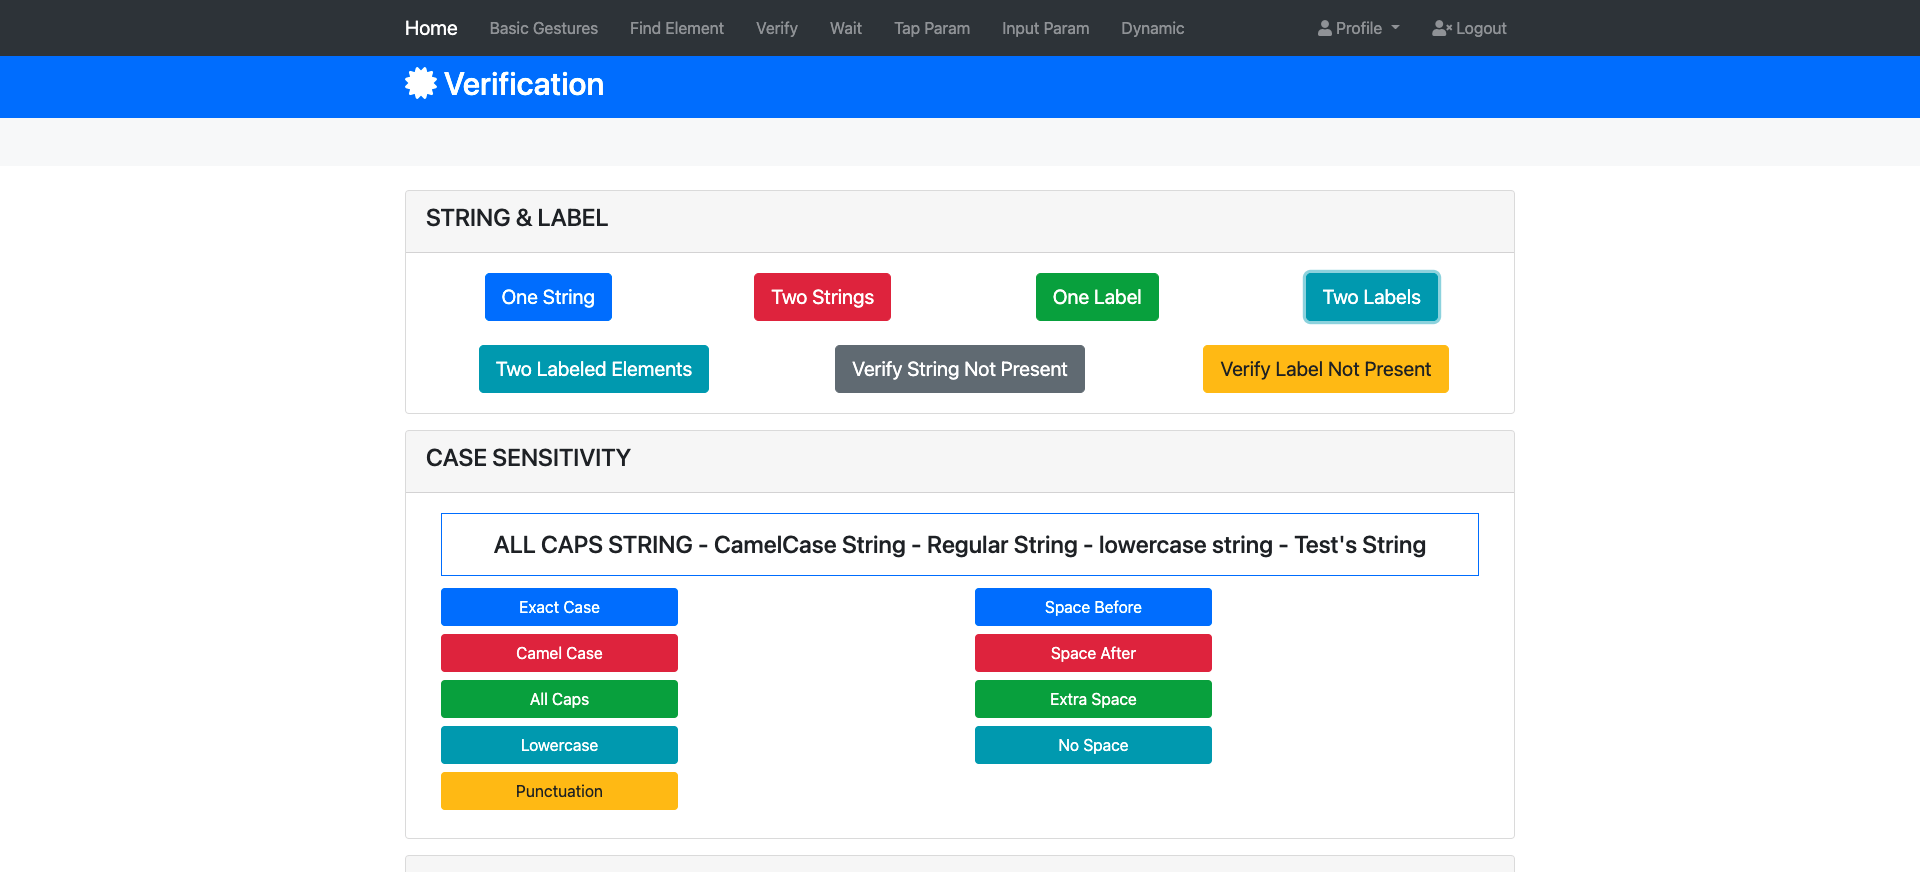 Home Basic Gestures Find Element Verify Wait Tap Param Input Param Dynamic Profile Logout
Verification
STRING & LABEL
One String Two Strings One Label Two Labels
Two Labeled Elements Verify String Not Present Verify Label Not Present
CASE SENSITIVITY
ALL CAPS STRING - CamelCase String - Regular String - lowercase string - Test's String
Exact Case Space Before
Camel Case Space After
All Caps Extra Space
Lowercase No Space
Punctuation